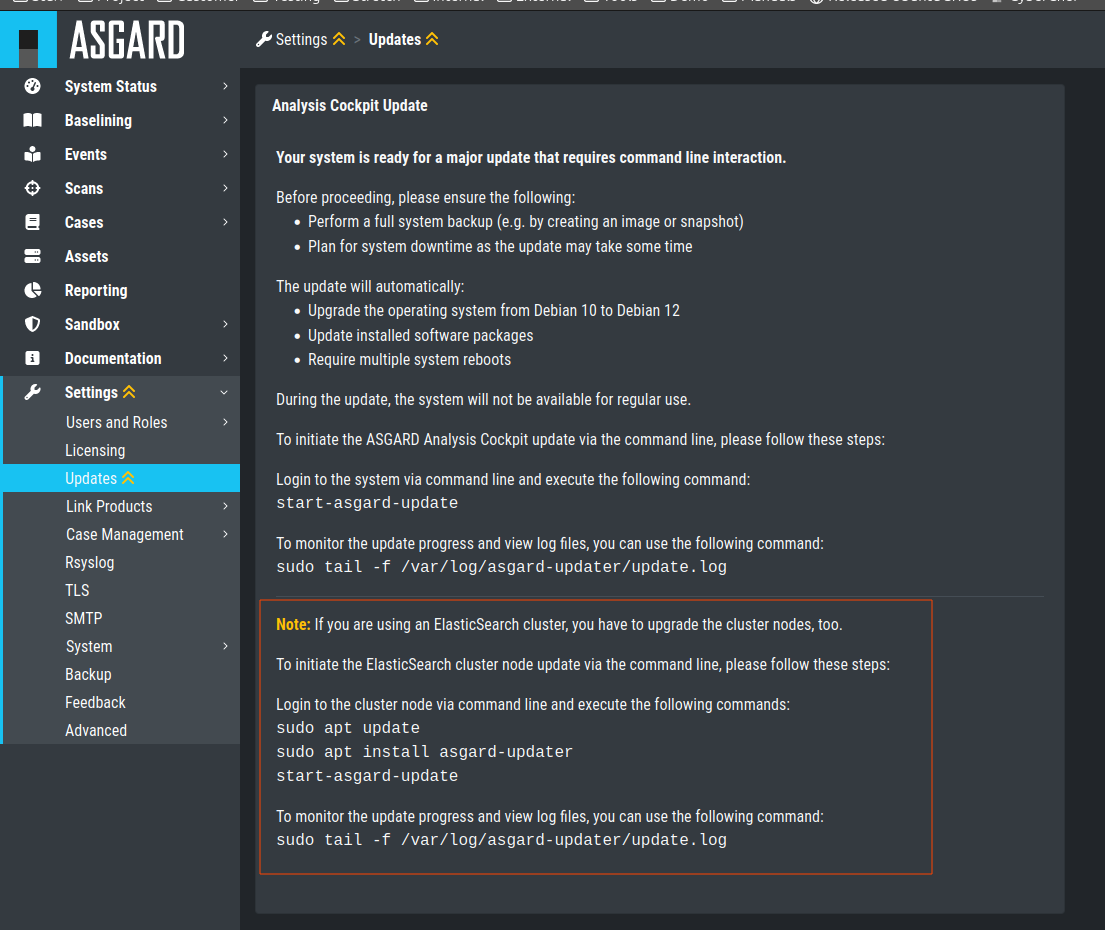 ASGARD
Settings > Updates
System Status
Baselining
Events
Scans
Cases
Assets
Reporting
Sandbox
Documentation
Settings
Users and Roles
Licensing
Updates
Link Products
Case Management
Rsyslog
TLS
SMTP
System
Backup
Feedback
Advanced
Analysis Cockpit Update
Your system is ready for a major update that requires command line interaction.
Before proceeding, please ensure the following:
• Perform a full system backup (e.g. by creating an image or snapshot)
• Plan for system downtime as the update may take some time
The update will automatically:
• Upgrade the operating system from Debian 10 to Debian 12
• Update installed software packages
• Require multiple system reboots
During the update, the system will not be available for regular use.
To initiate the ASGARD Analysis Cockpit update via the command line, please follow these steps:
Login to the system via command line and execute the following command:
start-asgard-update
To monitor the update progress and view log files, you can use the following command:
sudo tail -f /var/log/asgard-updater/update.log
Note: If you are using an ElasticSearch cluster, you have to upgrade the cluster nodes, too.
To initiate the ElasticSearch cluster node update via the command line, please follow these steps:
Login to the cluster node via command line and execute the following commands:
sudo apt update
sudo apt install asgard-updater
start-asgard-update
To monitor the update progress and view log files, you can use the following command:
sudo tail -f /var/log/asgard-updater/update.log